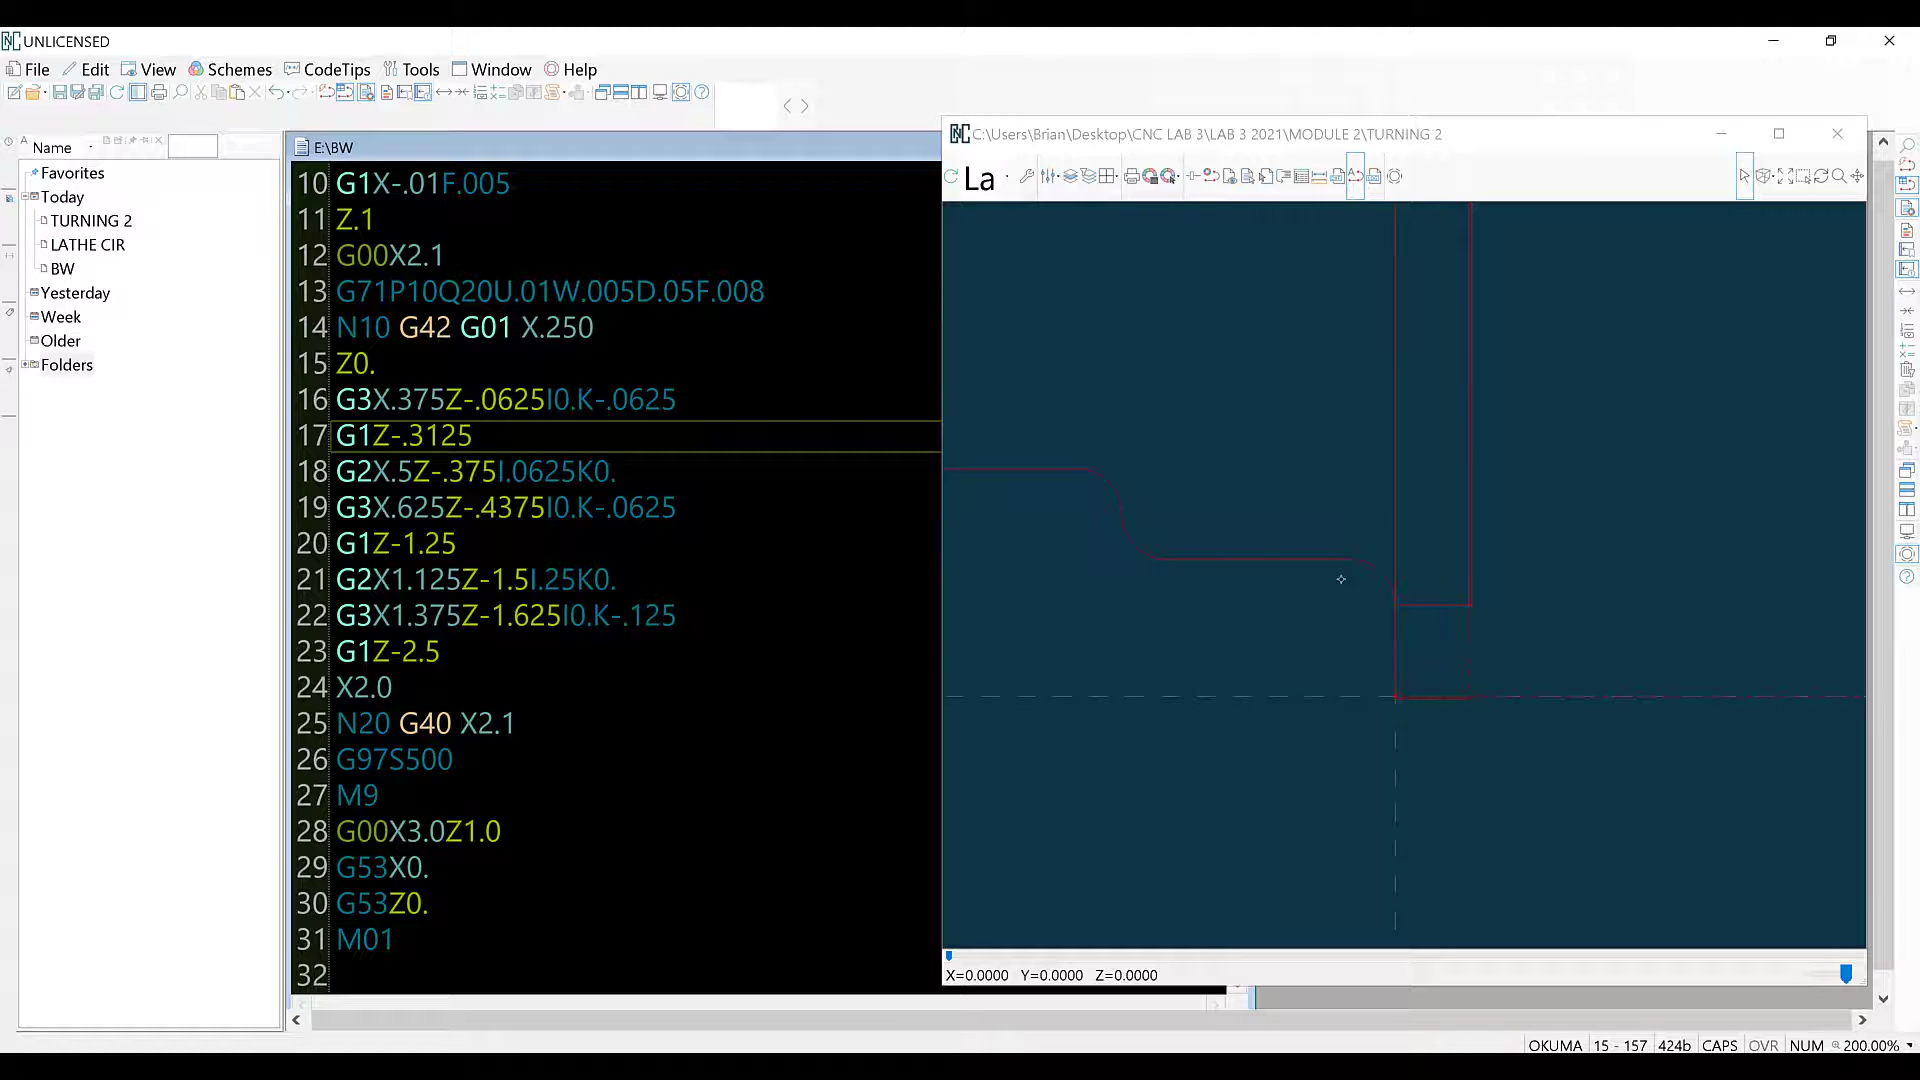 UNLICENSED
File Edit View Schemes CodeTips Tools Window Help
Name
Favorites
Today
TURNING 2
LATHE CIR
BW
Yesterday
Week
Older
Folders
E:\BW
10 G1X-.01F.005
11 Z.1
12 G00X2.1
13 G71P10Q20U.01W.005D.05F.008
14 N10 G42 G01 X.250
15 Z0.
16 G3X.375Z-.0625I0.K-.0625
17 G1Z-.3125
18 G2X.5Z-.375I.0625K0.
19 G3X.625Z-.4375I0.K-.0625
20 G1Z-1.25
21 G2X1.125Z-1.5I.25K0.
22 G3X1.375Z-1.625I0.K-.125
23 G1Z-2.5
24 X2.0
25 N20 G40 X2.1
26 G97S500
27 M9
28 G00X3.0Z1.0
29 G53X0.
30 G53Z0.
31 M01
32
C:\Users\Brian\Desktop\CNC LAB 3\LAB 3 2021\MODULE 2\TURNING 2
La
X=0.0000 Y=0.0000 Z=0.0000
OKUMA 15 - 157 424b CAPS OVR NUM 200.00%